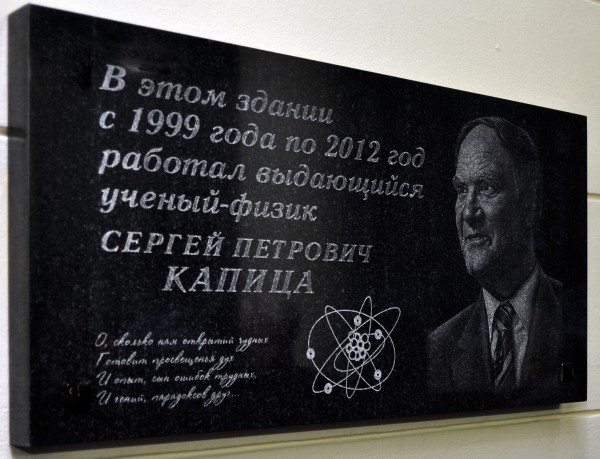 В этом здании
с 1999 года по 2012 год
работал выдающийся
ученый-физик
СЕРГЕЙ ПЕТРОВИЧ
КАПИЦА
О, сколько нам открытий чудных
Готовит просвещенья дух
И опыт, сын ошибок трудных,
И гений, парадоксов друг...